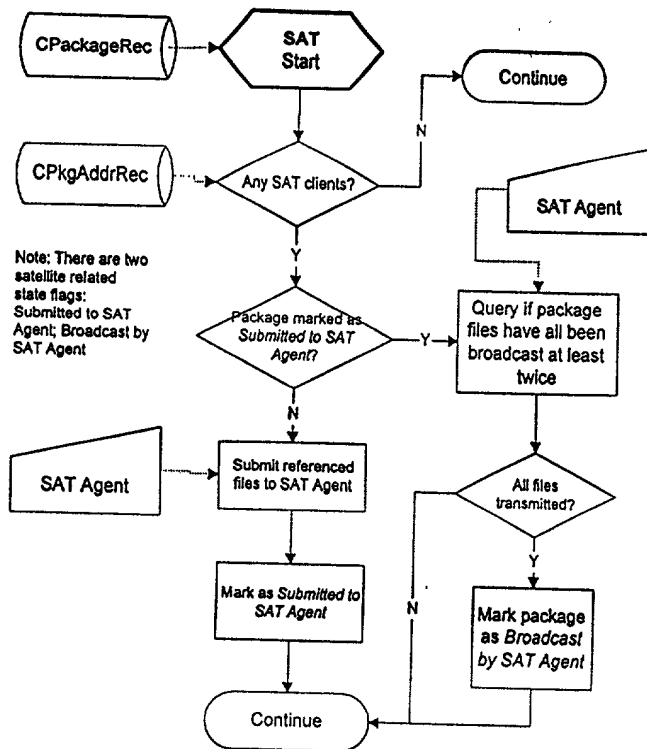 CPackageRec
SAT
Start
Continue
N
CPkgAddrRec
Any SAT clients?
SAT Agent
Y
Note: There are two
satellite related
state flags:
Submitted to SAT
Agent; Broadcast by
SAT Agent
Package marked as
Submitted to SAT
Agent?
Y
Query if package
files have all been
broadcast at least
twice
N
SAT Agent
Submit referenced
files to SAT Agent
All files
transmitted?
Y
N
Mark as Submitted to
SAT Agent
Mark package
as Broadcast
by SAT Agent
Continue